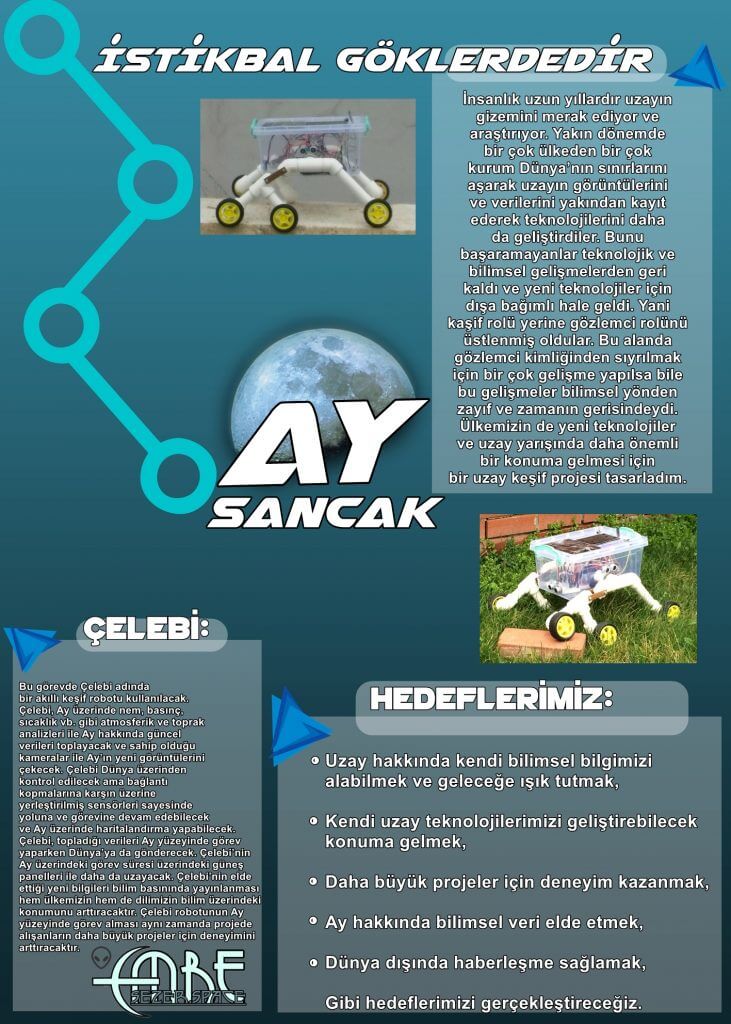 İSTİKBAL GÖKLERDEDİR
İnsanlık uzun yıllardır uzayın
gizemini merak ediyor ve
araştırıyor. Yakın dönemde
bir çok ülkeden bir çok
kurum Dünya'nın sınırlarını
aşarak uzayın görüntülerini
ve verilerini yakından kayıt
ederek teknolojilerini daha
da geliştirdiler. Bunu
başaramayanlar teknolojik ve
bilimsel gelişmelerden geri
kaldı ve yeni teknolojiler için
dışa bağımlı hale geldi. Yani
kaşif rolü yerine gözlemci rolünü
üstlenmiş oldular. Bu alanda
gözlemci kimliğinden sıyrılmak
için bir çok gelişme yapılsa bile
bu gelişmeler bilimsel yönden
zayıf ve zamanın gerisindeydi.
Ülkemizin de yeni teknolojiler
ve uzay yarışında daha önemli
bir konuma gelmesi için
bir uzay keşif projesi tasarladım.
AY
SANCAK
ÇELEBİ:
Bu görevde Çelebi adında
bir akıllı keşif robotu kullanılacak.
Çelebi, Ay üzerinde nem, basınç,
sıcaklık vb. gibi atmosferik ve toprak
analizleri ile Ay hakkında güncel
verileri toplayacak ve sahip olduğu
kameralar ile Ay'ın yeni görüntülerini
çekecek. Çelebi Dünya üzerinden
kontrol edilecek ama bağlantı
kopmalarına karşın üzerine
yerleştirilmiş sensörleri sayesinde
yoluna ve görevine devam edebilecek
ve Ay üzerinde haritalandırma yapabilecek.
Çelebi, topladığı verileri Ay yüzeyinde görev
yaparken Dünya'ya da gönderecek. Çelebi'nin
Ay üzerindeki görev süresi üzerindeki güneş
panelleri ile daha da uzayacak. Çelebi'nin elde
ettiği yeni bilgileri bilim basınında yayınlanması
hem ülkemizin hem de dilimizin bilim üzerindeki
konumunu arttıracaktır. Çelebi robotunun Ay
yüzeyinde görev alması aynı zamanda projede
alışanların daha büyük projeler için deneyimini
arttıracaktır.
EMRE
SEZER.SPACE
HEDEFLERİMİZ:
Uzay hakkında kendi bilimsel bilgimizi
alabilmek ve geleceğe ışık tutmak,
Kendi uzay teknolojilerimizi geliştirebilecek
konuma gelmek,
Daha büyük projeler için deneyim kazanmak,
Ay hakkında bilimsel veri elde etmek,
Dünya dışında haberleşme sağlamak,
Gibi hedeflerimizi gerçekleştireceğiz.